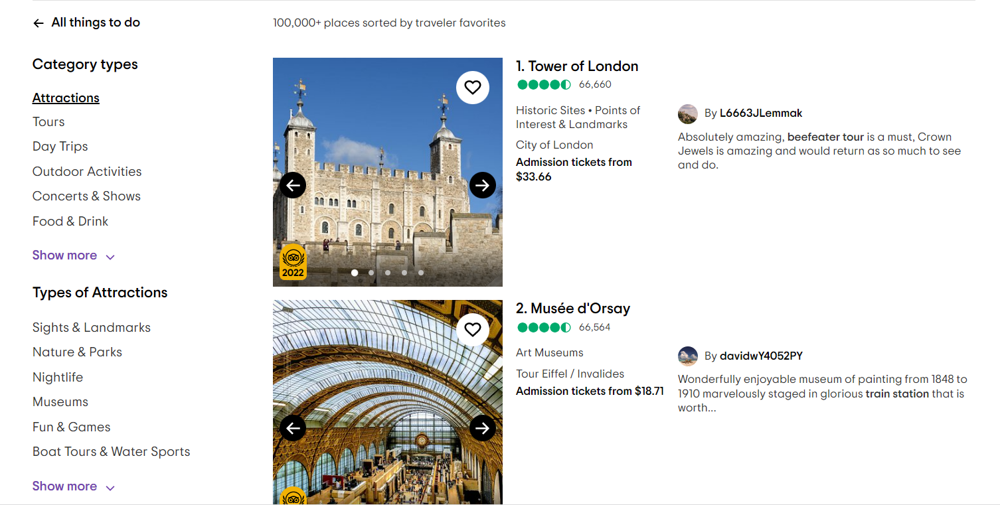 All things to do
100,000+ places sorted by traveler favorites
Category types
Attractions
Tours
Day Trips
Outdoor Activities
Concerts & Shows
Food & Drink
Show more
Types of Attractions
Sights & Landmarks
Nature & Parks
Nightlife
Museums
Fun & Games
Boat Tours & Water Sports
Show more
2022
1. Tower of London
66,660
Historic Sites • Points of
Interest & Landmarks
City of London
Admission tickets from
$33.66
By L6663JLemmak
Absolutely amazing, beefeater tour is a must, Crown
Jewels is amazing and would return as so much to see
and do.
2. Musée d'Orsay
66,564
Art Museums
Tour Eiffel / Invalides
Admission tickets from $18.71
By davidwY4052PY
Wonderfully enjoyable museum of painting from 1848 to
1910 marvelously staged in glorious train station that is
worth...